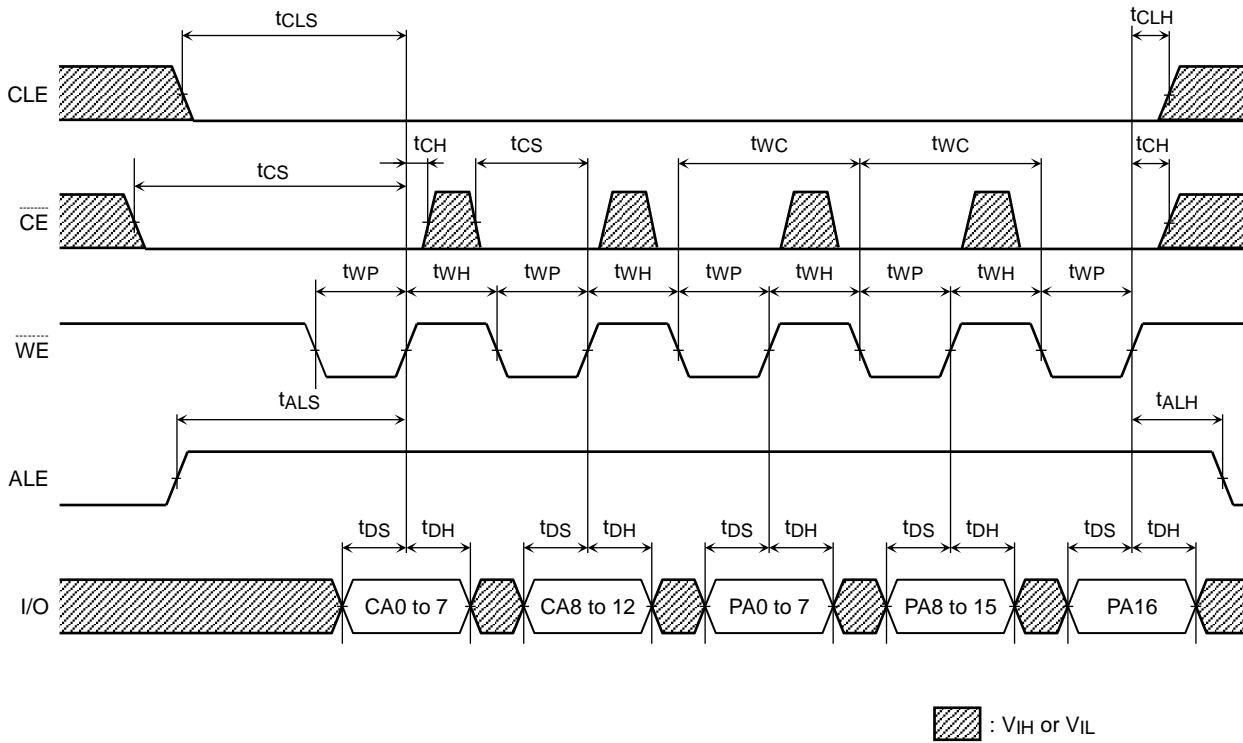 tCLS tCLH
CLE
tCH tCS tWC tWC tCH
tCS
CE
tWP tWH tWP tWH tWP tWH tWP tWH tWP
WE
tALS tALH
ALE
tDS tDH tDS tDH tDS tDH tDS tDH tDS tDH
I/O CA0 to 7 CA8 to 12 PA0 to 7 PA8 to 15 PA16
: VIH or VIL